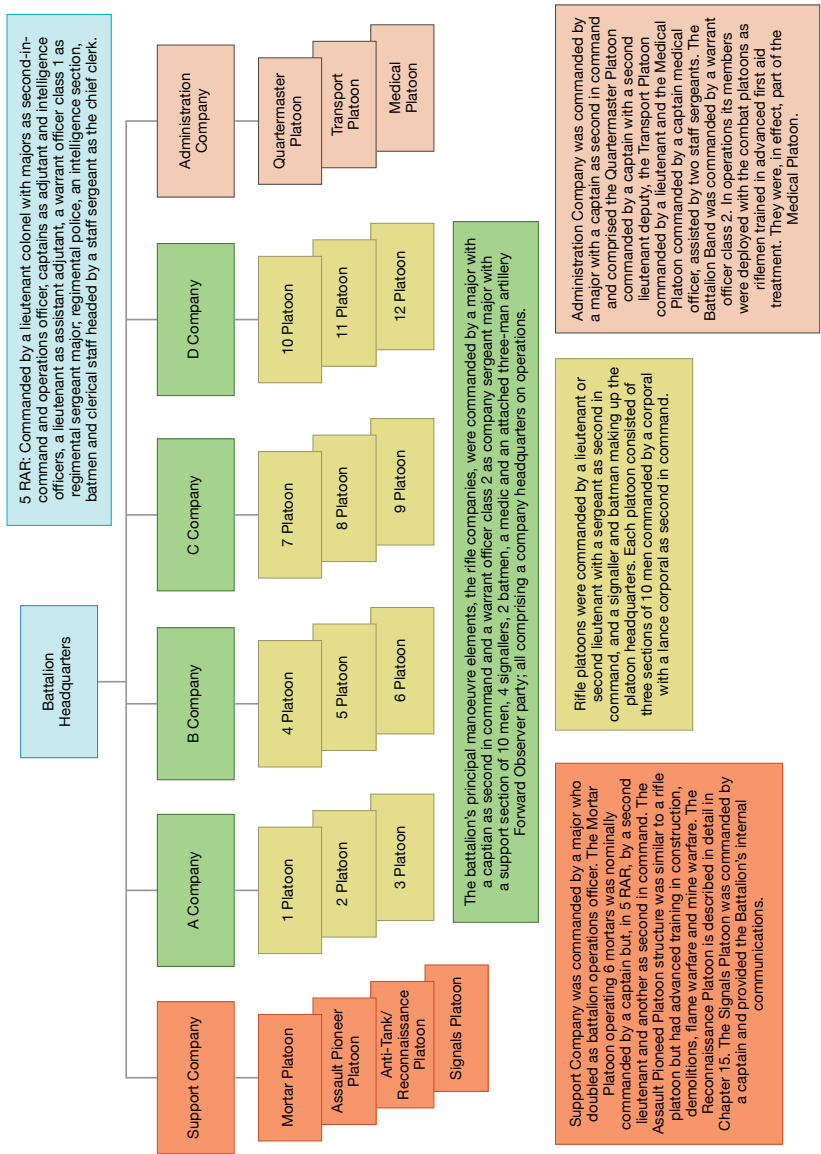 5 RAR: Commanded by a lieutenant colonel with majors as second-in-
command and operations officer, captains as adjutant and intelligence
officers, a lieutenant as assistant adjutant, a warrant officer class 1 as
regimental sergeant major, regimental police, an intelligence section,
batmen and clerical staff headed by a staff sergeant as the chief clerk.
Battalion
Headquarters
Support Company
A Company
B Company
C Company
D Company
Administration
Company
Mortar Platoon
Assault Pioneer
Platoon
Anti-Tank/
Reconnaissance
Platoon
Signals Platoon
1 Platoon
2 Platoon
3 Platoon
4 Platoon
5 Platoon
6 Platoon
7 Platoon
8 Platoon
9 Platoon
10 Platoon
11 Platoon
12 Platoon
Quartermaster
Platoon
Transport
Platoon
Medical
Platoon
The battalion's principal manoeuvre elements, the rifle companies, were commanded by a major with
a captian as second in command and a warrant officer class 2 as company sergeant major with
a support section of 10 men, 4 signallers, 2 batmen, a medic and an attached three-man artillery
Forward Observer party; all comprising a company headquarters on operations.
Support Company was commanded by a major who
doubled as battalion operations officer. The Mortar
Platoon operating 6 mortars was nominally
commanded by a captain but, in 5 RAR, by a second
lieutenant and another as second in command. The
Assault Pioneed Platoon structure was similar to a rifle
platoon but had advanced training in construction,
demolitions, flame warfare and mine warfare. The
Reconnaissance Platoon is described in detail in
Chapter 15. The Signals Platoon was commanded by
a captain and provided the Battalion's internal
communications.
Rifle platoons were commanded by a lieutenant or
second lieutenant with a sergeant as second in
command, and a signaller and batman making up the
platoon headquarters. Each platoon consisted of
three sections of 10 men commanded by a corporal
with a lance corporal as second in command.
Administration Company was commanded by
a major with a captain as second in command
and comprised the Quartermaster Platoon
commanded by a captain with a second
lieutenant deputy, the Transport Platoon
commanded by a lieutenant and the Medical
Platoon commanded by a captain medical
officer, assisted by two staff sergeants. The
Battalion Band was commanded by a warrant
officer class 2. In operations its members
were deployed with the combat platoons as
riflemen trained in advanced first aid
treatment. They were, in effect, part of the
Medical Platoon.